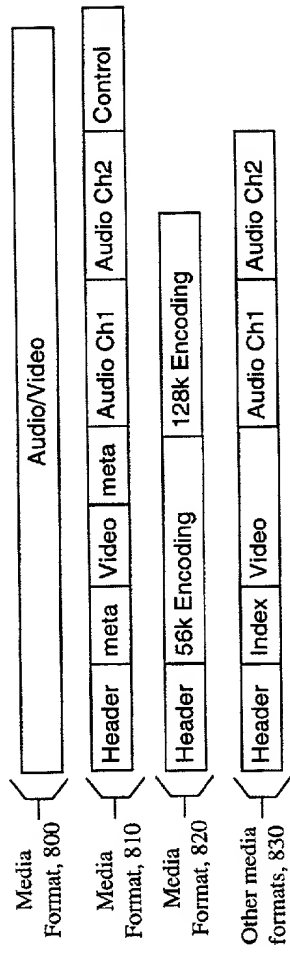 Media
Format, 800
Audio/Video
Media
Format, 810
Header meta Video meta Audio Ch1 Audio Ch2 Control
Media
Format, 820
Header 56k Encoding 128k Encoding
Other media
formats, 830
Header Index Video Audio Ch1 Audio Ch2